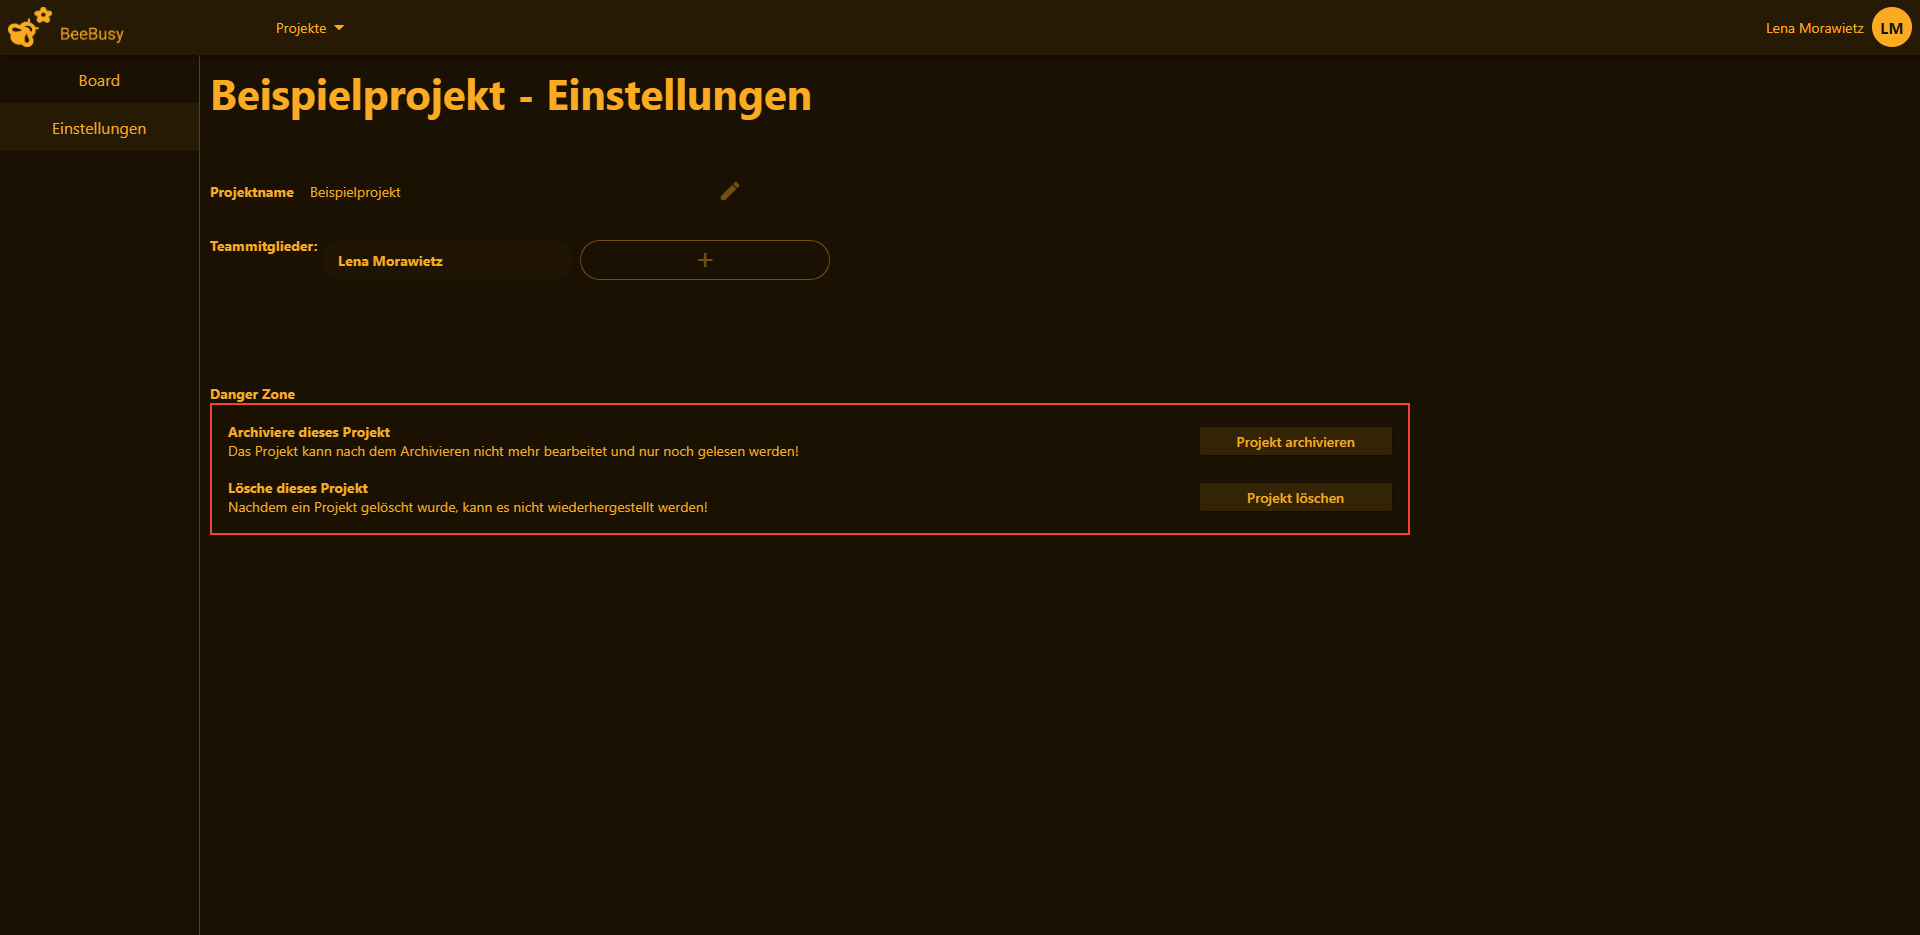 BeeBusy
Projekte
Lena Morawietz
LM
Board
Einstellungen
Beispielprojekt - Einstellungen
Projektname Beispielprojekt
Teammitglieder:
Lena Morawietz
+
Danger Zone
Archiviere dieses Projekt
Das Projekt kann nach dem Archivieren nicht mehr bearbeitet und nur noch gelesen werden!
Projekt archivieren
Lösche dieses Projekt
Nachdem ein Projekt gelöscht wurde, kann es nicht wiederhergestellt werden!
Projekt löschen